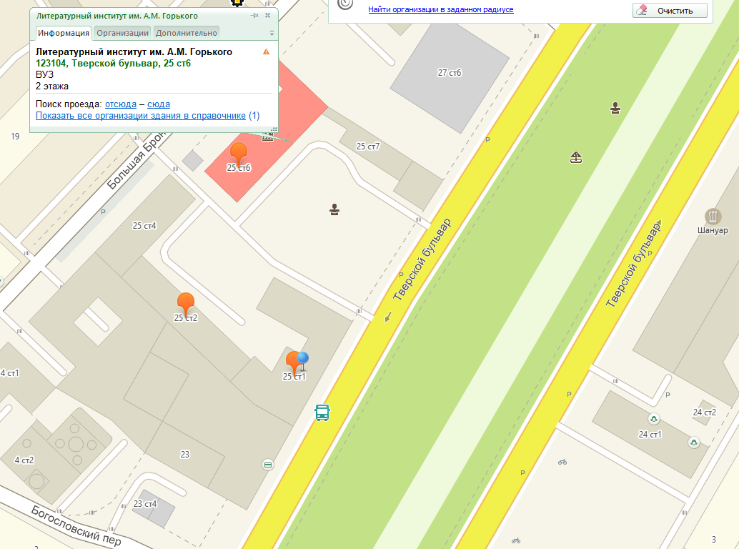 Литературный институт им. А.М. Горького
Информация Организации Дополнительно
Литературный институт им. А.М. Горького
123104, Тверской бульвар, 25 ст6
ВУЗ
2 этажа
Поиск проезда: отсюда – сюда
Показать все организации здания в справочнике (1)
Найти организации в заданном радиусе
Очистить
27 ст6
19
25 ст7
Большая Брон
25 ст6
25 ст4
Шануар
Тверской бульвар
Тверской бульвар
25 ст2
4 ст1
25 ст1
24 ст2
24 ст1
23
4 ст2
23 ст4
Богословский пер
3